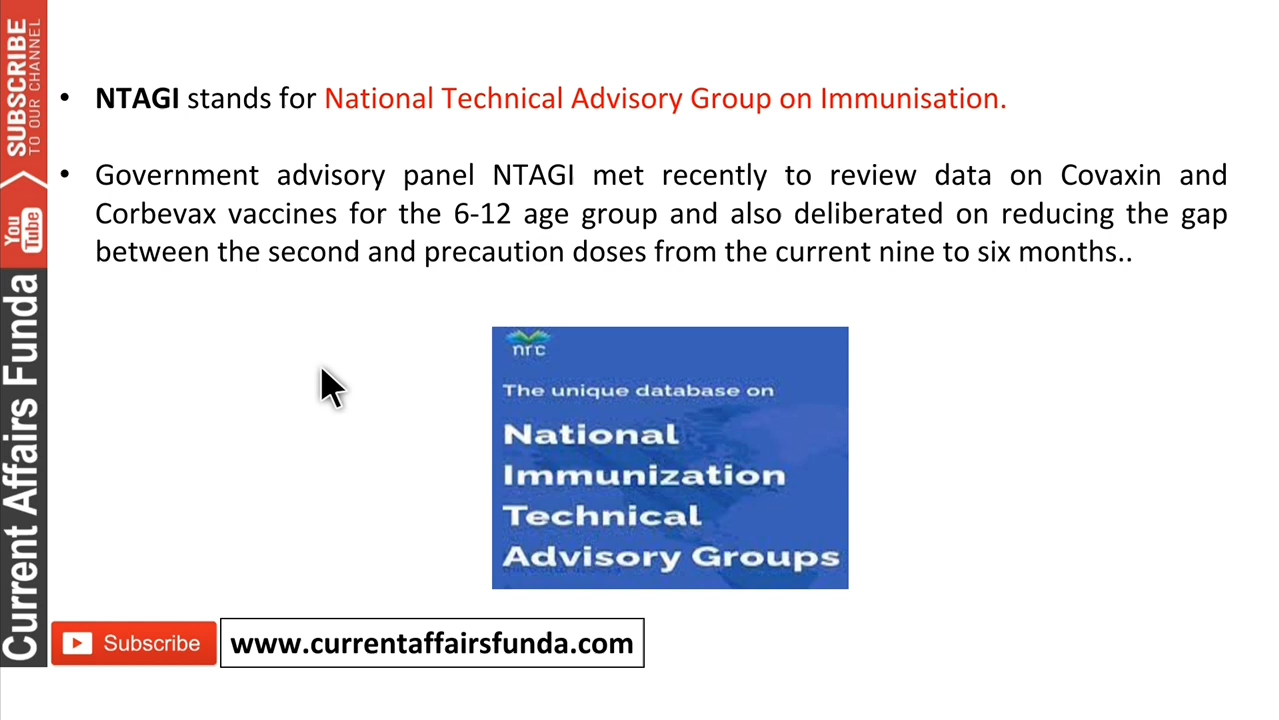 SUBSCRIBE
TO OUR CHANNEL
You
Tube
Current Affairs Funda
• NTAGI stands for National Technical Advisory Group on Immunisation.
• Government advisory panel NTAGI met recently to review data on Covaxin and
Corbevax vaccines for the 6-12 age group and also deliberated on reducing the gap
between the second and precaution doses from the current nine to six months..
nrc
The unique database on
National
Immunization
Technical
Advisory Groups
Subscribe
www.currentaffairsfunda.com